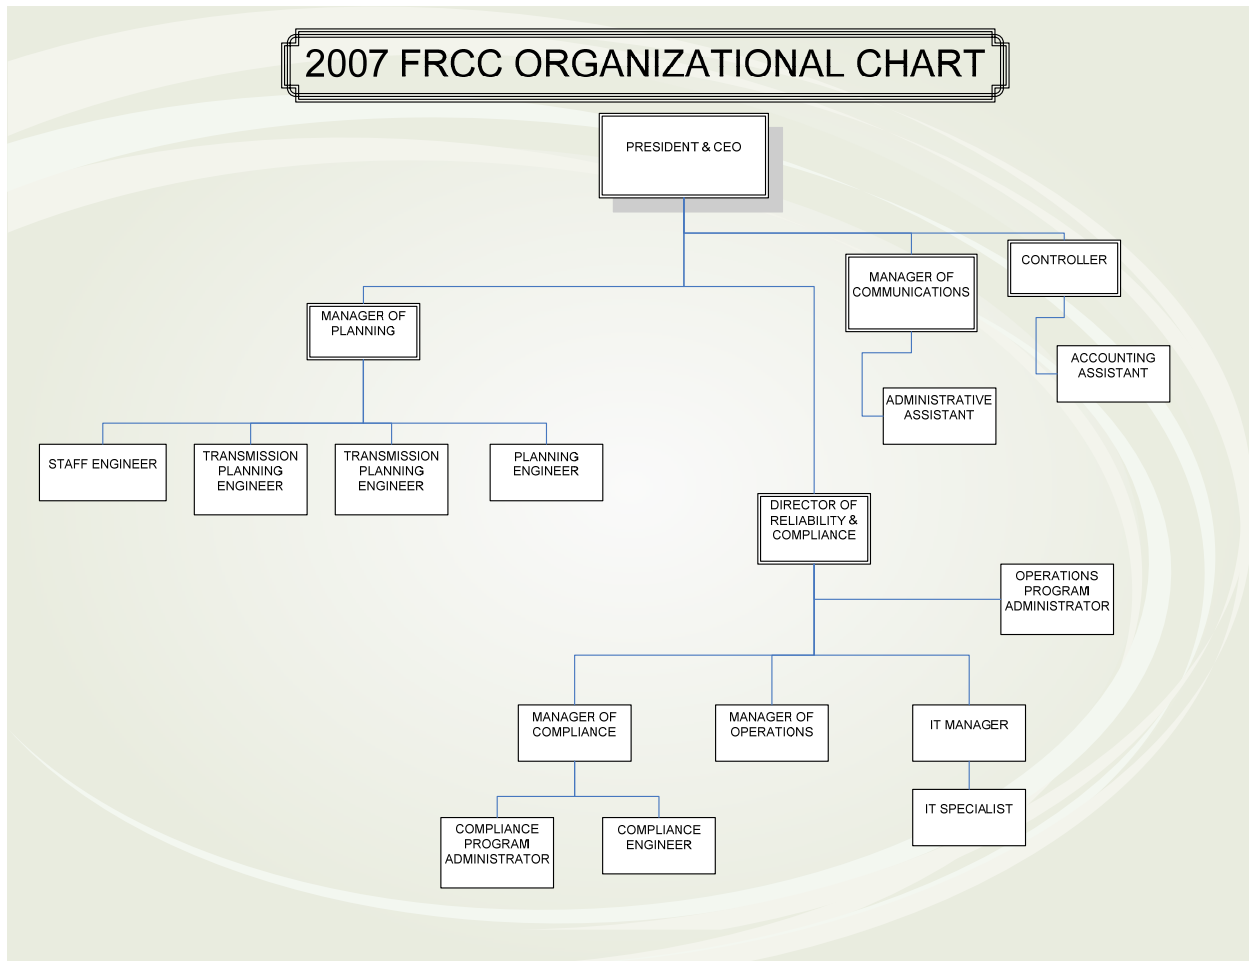 2007 FRCC ORGANIZATIONAL CHART
PRESIDENT & CEO
CONTROLLER
MANAGER OF
COMMUNICATIONS
MANAGER OF
PLANNING
ACCOUNTING
ASSISTANT
ADMINISTRATIVE
ASSISTANT
STAFF ENGINEER
TRANSMISSION
PLANNING
ENGINEER
TRANSMISSION
PLANNING
ENGINEER
PLANNING
ENGINEER
DIRECTOR OF
RELIABILITY &
COMPLIANCE
OPERATIONS
PROGRAM
ADMINISTRATOR
MANAGER OF
COMPLIANCE
MANAGER OF
OPERATIONS
IT MANAGER
IT SPECIALIST
COMPLIANCE
PROGRAM
ADMINISTRATOR
COMPLIANCE
ENGINEER